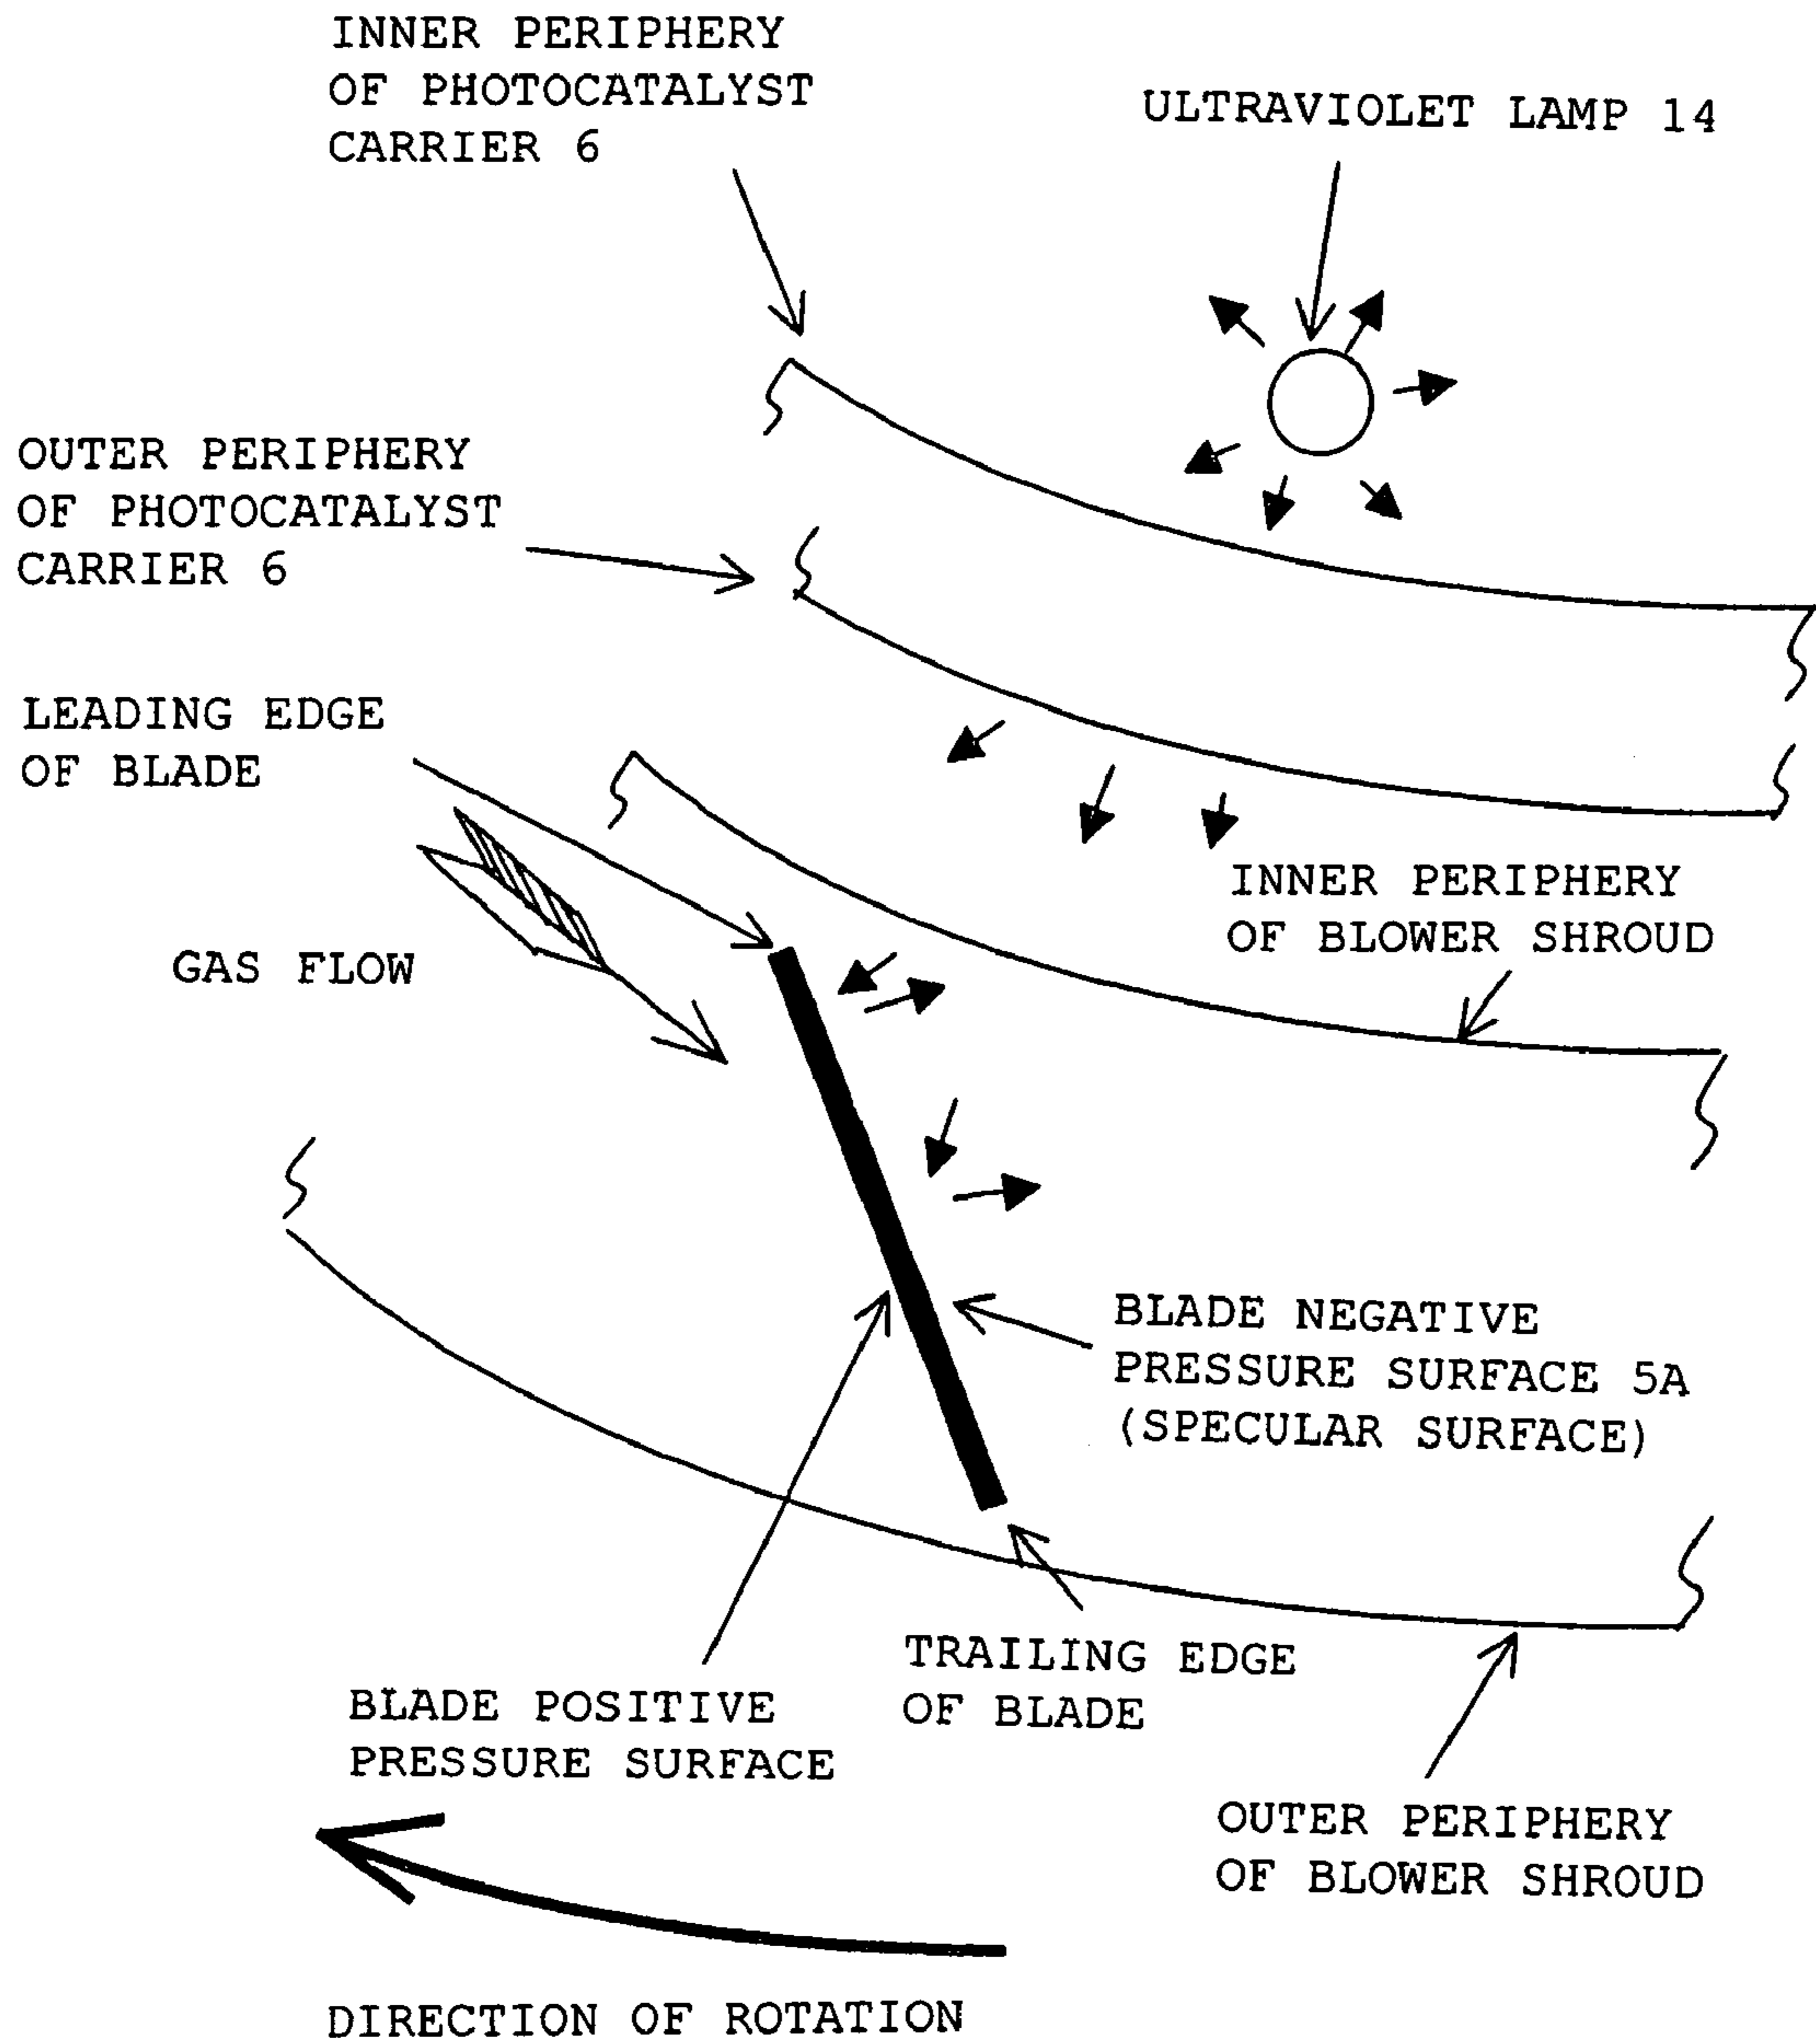 INNER PERIPHERY
OF PHOTOCATALYST
CARRIER 6
ULTRAVIOLET LAMP 14
OUTER PERIPHERY
OF PHOTOCATALYST
CARRIER 6
LEADING EDGE
OF BLADE
INNER PERIPHERY
OF BLOWER SHROUD
GAS FLOW
BLADE NEGATIVE
PRESSURE SURFACE 5A
(SPECULAR SURFACE)
TRAILING EDGE
OF BLADE
BLADE POSITIVE
PRESSURE SURFACE
OUTER PERIPHERY
OF BLOWER SHROUD
DIRECTION OF ROTATION